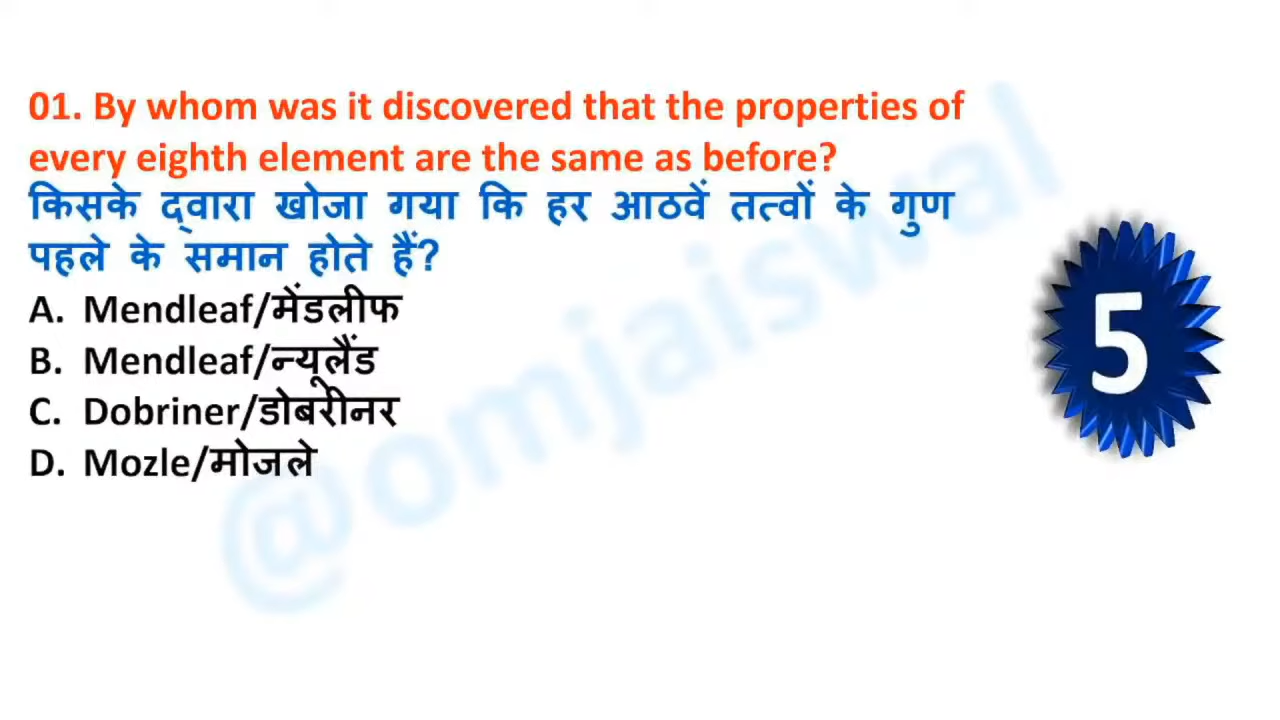 01. By whom was it discovered that the properties of
every eighth element are the same as before?
किसके द्वारा खोजा गया कि हर आठवें तत्वों के गुण
पहले के समान होते हैं?
A. Mendleaf/मेंडलीफ
B. Mendleaf/न्यूलैंड
C. Dobriner/डोबरीनर
D. Mozle/मोजले
5
@omjaiswal